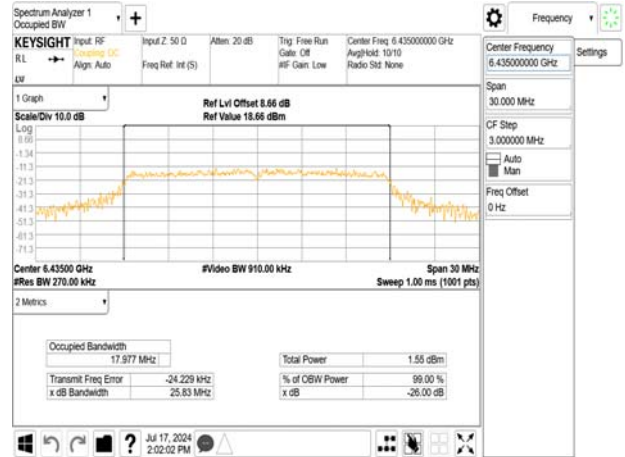 Spectrum Analyzer 1
Occupied BW
Frequency
KEYSIGHT
Input: RF
Coupling: DC
Align: Auto
Input Z: 50 Ω
Freq Ref: Int (S)
Atten: 20 dB
Trig: Free Run
Gate: Off
#IF Gain: Low
Center Freq: 6.435000000 GHz
Avg|Hold: 10/10
Radio Std: None
RL
LXI
Center Frequency
6.435000000 GHz
Settings
Span
30.000 MHz
CF Step
3.000000 MHz
Auto
Man
Freq Offset
0 Hz
1 Graph
Scale/Div 10.0 dB
Ref Lvl Offset 8.66 dB
Ref Value 18.66 dBm
Log
8.66
-1.34
-11.3
-21.3
-31.3
-41.3
-51.3
-61.3
-71.3
Center 6.43500 GHz
#Video BW 910.00 kHz
Span 30 MHz
#Res BW 270.00 kHz
Sweep 1.00 ms (1001 pts)
2 Metrics
Occupied Bandwidth
17.977 MHz
Total Power
1.55 dBm
Transmit Freq Error
-24.229 kHz
% of OBW Power
99.00 %
x dB Bandwidth
25.83 MHz
x dB
-26.00 dB
?
Jul 17, 2024
2:02:02 PM